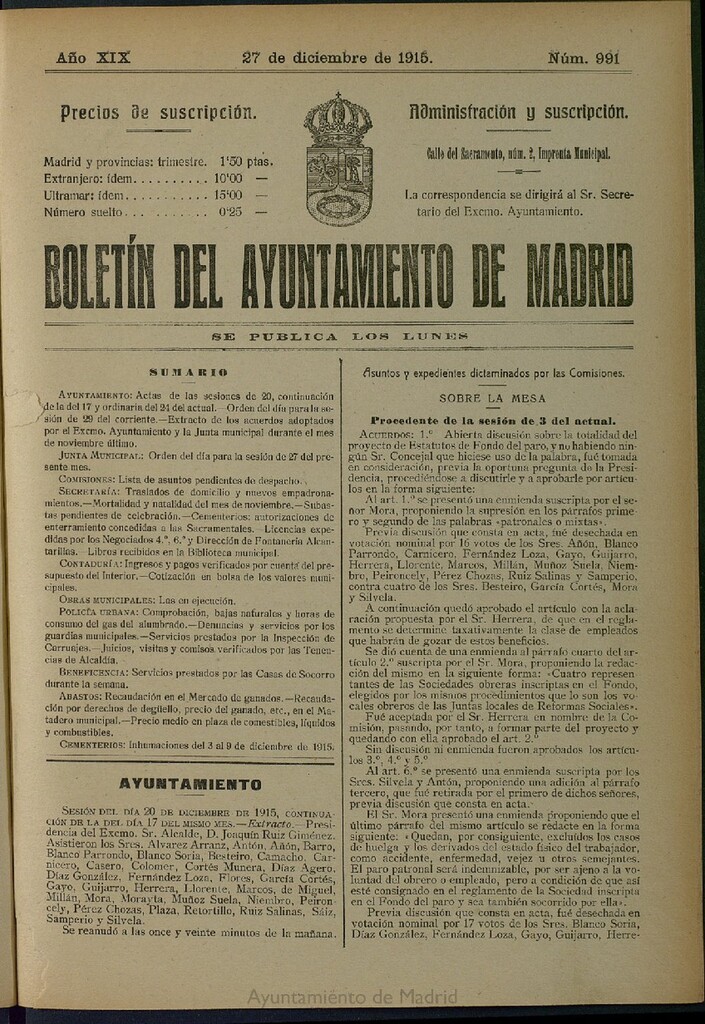 Año XIX
27 de diciembre de 1915.
Núm. 991
Precios de suscripción.
Madrid y provincias: trimestre. 1'50 ptas.
Extranjero: ídem.......... 10'00 —
Ultramar: ídem.......... 15'00 —
Número suelto........... 0'25 —
Administración y suscripción.
Calle del Sacramento, núm. 2, Imprenta Municipal.
La correspondencia se dirigirá al Sr. Secre-
tario del Excmo. Ayuntamiento.
BOLETÍN DEL AYUNTAMIENTO DE MADRID
SE PUBLICA LOS LUNES
SUMARIO
AYUNTAMIENTO: Actas de las sesiones de 20, continuación
de la del 17 y ordinaria del 24 del actual.—Orden del día para la se-
sión de 29 del corriente.—Extracto de los acuerdos adoptados
por el Excmo. Ayuntamiento y la Junta municipal durante el mes
de noviembre último.
JUNTA MUNICIPAL: Orden del día para la sesión de 27 del pre-
sente mes.
COMISIONES: Lista de asuntos pendientes de despacho.
SECRETARÍA: Traslados de domicilio y nuevos empadrona-
mientos.—Mortalidad y natalidad del mes de noviembre.—Subas-
tas pendientes de celebración.—Cementerios: autorizaciones de
enterramiento concedidas a las Sacramentales.—Licencias expe-
didas por los Negociados 4.º, 6.º y Dirección de Fontanería Alcan-
tarillas.—Libros recibidos en la Biblioteca municipal.
CONTADURÍA: Ingresos y pagos verificados por cuenta del pre-
supuesto del Interior.—Cotización en bolsa de los valores muni-
cipales.
OBRAS MUNICIPALES: Las en ejecución.
POLICÍA URBANA: Comprobación, bajas naturales y horas de
consumo del gas del alumbrado.—Denuncias y servicios por los
guardias municipales.—Servicios prestados por la Inspección de
Carruajes.—Juicios, visitas y comisos verificados por las Tenen-
cias de Alcaldía.
BENEFICENCIA: Servicios prestados por las Casas de Socorro
durante la semana.
ABASTOS: Recaudación en el Mercado de ganados.—Recauda-
ción por derechos de degüello, precio del ganado, etc., en el Ma-
tadero municipal.—Precio medio en plaza de comestibles, líquidos
y combustibles.
CEMENTERIOS: Inhumaciones del 3 al 9 de diciembre de 1915.
AYUNTAMIENTO
SESIÓN DEL DÍA 20 DE DICIEMBRE DE 1915, CONTINUA-
CIÓN DE LA DEL DÍA 17 DEL MISMO MES.—Extracto.—Presi-
dencia del Excmo. Sr. Alcalde, D. Joaquín Ruiz Giménez.
Asistieron los Sres. Alvarez Arranz, Antón, Añón, Barro,
Blanco Parrondo, Blanco Soria, Besteiro, Camacho, Car-
nicero, Casero, Colomer, Cortés Munera, Díaz Agero,
Díaz González, Fernández Loza, Flores, García Cortés,
Gayo, Guijarro, Herrera, Llorente, Marcos, de Miguel,
Millán, Mora, Morayta, Muñoz Suela, Niembro, Peiron-
cely, Pérez Chozas, Plaza, Retortillo, Ruiz Salinas, Sáiz,
Samperio y Silvela.
Se reanudó a las once y veinte minutos de la mañana.
Asuntos y expedientes dictaminados por las Comisiones.
SOBRE LA MESA
Procedente de la sesión de 3 del actual.
ACUERDOS: 1.º Abierta discusión sobre la totalidad del
proyecto de Estatutos de Fondo del paro, y no habiendo nin-
gún Sr. Concejal que hiciese uso de la palabra, fué tomada
en consideración, previa la oportuna pregunta de la Presi-
dencia, procediéndose a discutirle y a aprobarle por artícu-
los en la forma siguiente:
Al art. 1.º se presentó una enmienda suscripta por el se-
ñor Mora, proponiendo la supresión en los párrafos prime-
ro y segundo de las palabras «patronales o mixtas».
Previa discusión que consta en acta, fué desechada en
votación nominal por 16 votos de los Sres. Añón, Blanco
Parrondo, Carnicero, Fernández Loza, Gayo, Guijarro,
Herrera, Llorente, Marcos, Millán, Muñoz Suela, Niem-
bro, Peironcely, Pérez Chozas, Ruiz Salinas y Samperio,
contra cuatro de los Sres. Besteiro, García Cortés, Mora
y Silvela.
A continuación quedó aprobado el artículo con la acla-
ración propuesta por el Sr. Herrera, de que en el regla-
mento se determine taxativamente la clase de empleados
que habrán de gozar de estos beneficios.
Se dió cuenta de una enmienda al párrafo cuarto del ar-
tículo 2.º suscripta por el Sr. Mora, proponiendo la redac-
ción del mismo en la siguiente forma: «Cuatro represen-
tantes de las Sociedades obreras inscriptas en el Fondo,
elegidos por los mismos procedimientos que lo son los vo-
cales obreros de las Juntas locales de Reformas Sociales».
Fué aceptada por el Sr. Herrera en nombre de la Co-
misión, pasando, por tanto, a formar parte del proyecto y
quedando con ella aprobado el art. 2.º
Sin discusión ni enmienda fueron aprobados los artícu-
los 3.º, 4.º y 5.º
Al art. 6.º se presentó una enmienda suscripta por los
Sres. Silvela y Antón, proponiendo una adición al párrafo
tercero, que fué retirada por el primero de dichos señores,
previa discusión que consta en acta.
El Sr. Mora presentó una enmienda proponiendo que el
último párrafo del mismo artículo se redacte en la forma
siguiente: «Quedan, por consiguiente, excluídos los casos
de huelga y los derivados del estado físico del trabajador,
como accidente, enfermedad, vejez u otros semejantes.
El paro patronal será indemnizable, por ser ajeno a la vo-
luntad del obrero o empleado, pero a condición de que así
esté consignado en el reglamento de la Sociedad inscripta
en el Fondo del paro y sea también socorrido por ella».
Previa discusión que consta en acta, fué desechada en
votación nominal por 17 votos de los Sres. Blanco Soria,
Díaz González, Fernández Loza, Gayo, Guijarro, Herre-
Ayuntamiento de Madrid